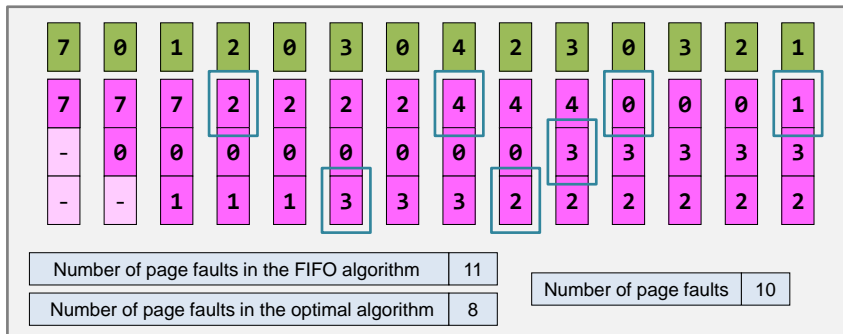 7 0 1 2 0 3 0 4 2 3 0 3 2 1
7 7 7 2 2 2 2 4 4 4 0 0 0 1
- 0 0 0 0 0 0 0 0 3 3 3 3 3
- - 1 1 1 3 3 3 2 2 2 2 2 2
Number of page faults in the FIFO algorithm 11
Number of page faults 10
Number of page faults in the optimal algorithm 8